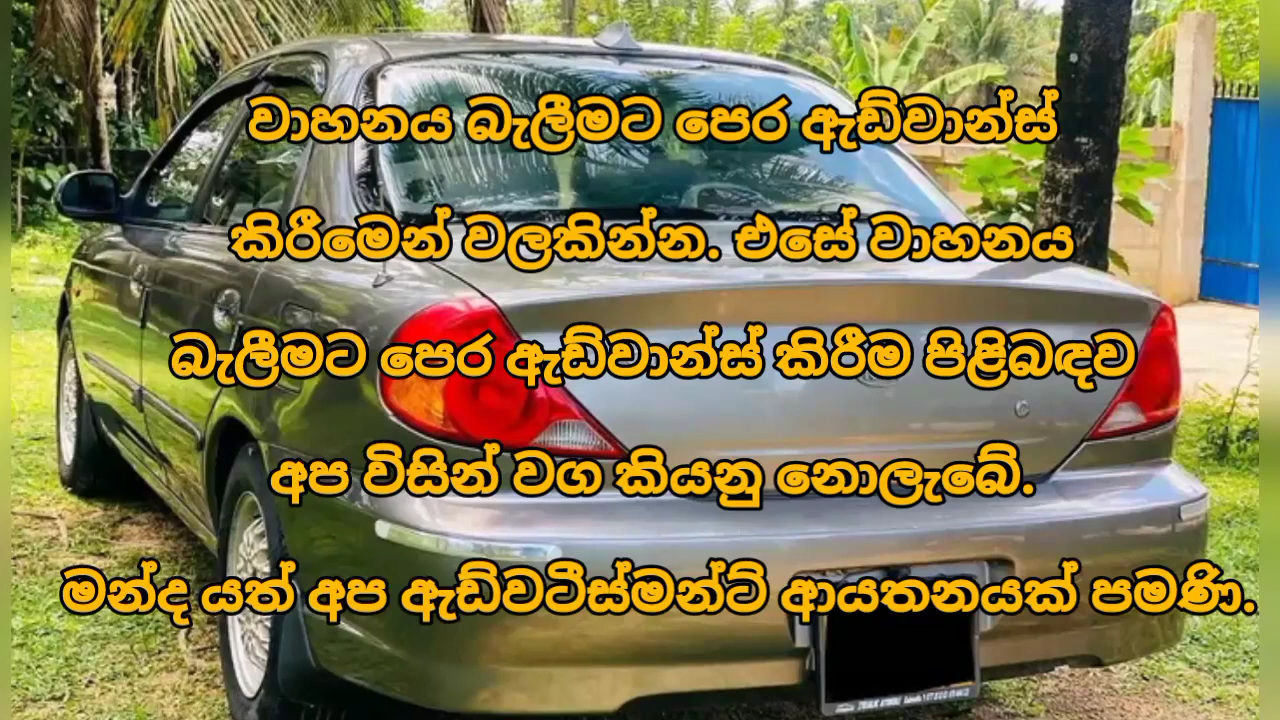 වාහනය බැලීමට පෙර ඇඩ්වාන්ස්
කිරීමෙන් වලකින්න. එසේ වාහනය
බැලීමට පෙර ඇඩ්වාන්ස් කිරීම පිළිබඳව
අප විසින් වග කියනු නොලැබේ.
මන්ද යත් අප ඇඩ්වටීස්මන්ට් ආයතනයක් පමණි.